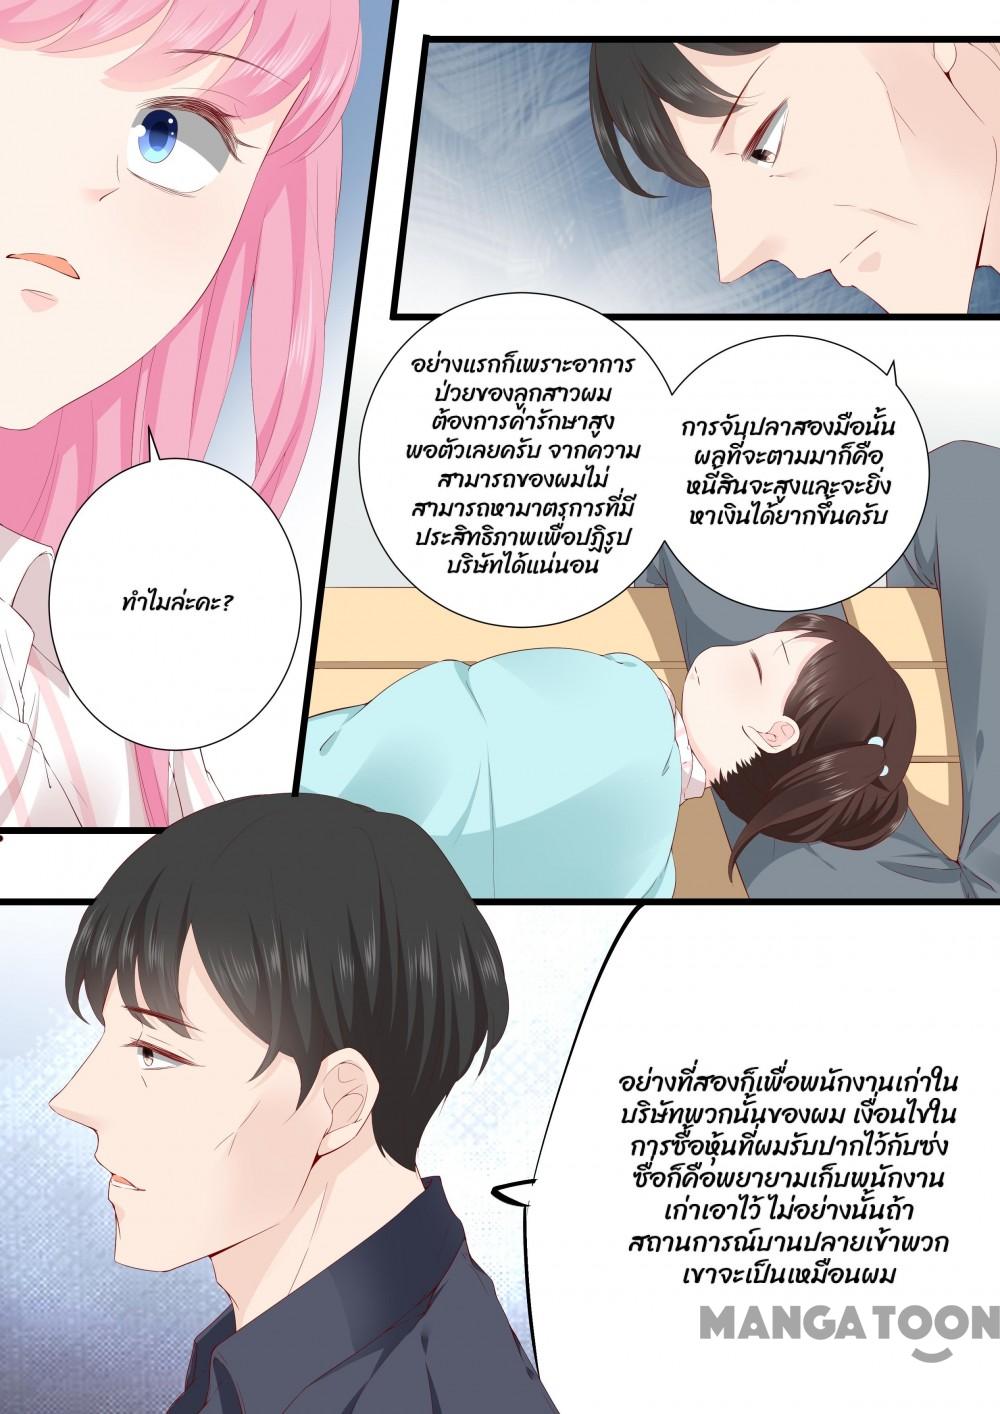 ทำไมล่ะคะ?
อย่างแรกก็เพราะอาการ
ป่วยของลูกสาวผม
ต้องการค่ารักษาสูง
พอตัวเลยครับ จากความ
สามารถของผมไม่
สามารถหามาตรการที่มี
ประสิทธิภาพเพื่อปฏิรูป
บริษัทได้แน่นอน
การจับปลาสองมือนั้น
ผลที่จะตามมาก็คือ
หนี้สินจะสูงและจะยิ่ง
หาเงินได้ยากขึ้นครับ
อย่างที่สองก็เพื่อพนักงานเก่าใน
บริษัทพวกนั้นของผม เงื่อนไขใน
การซื้อหุ้นที่ผมรับปากไว้กับซ่ง
ซื่อก็คือพยายามเก็บพนักงาน
เก่าเอาไว้ ไม่อย่างนั้นถ้า
สถานการณ์บานปลายเข้าพวก
เขาจะเป็นเหมือนผม
MANGATOON